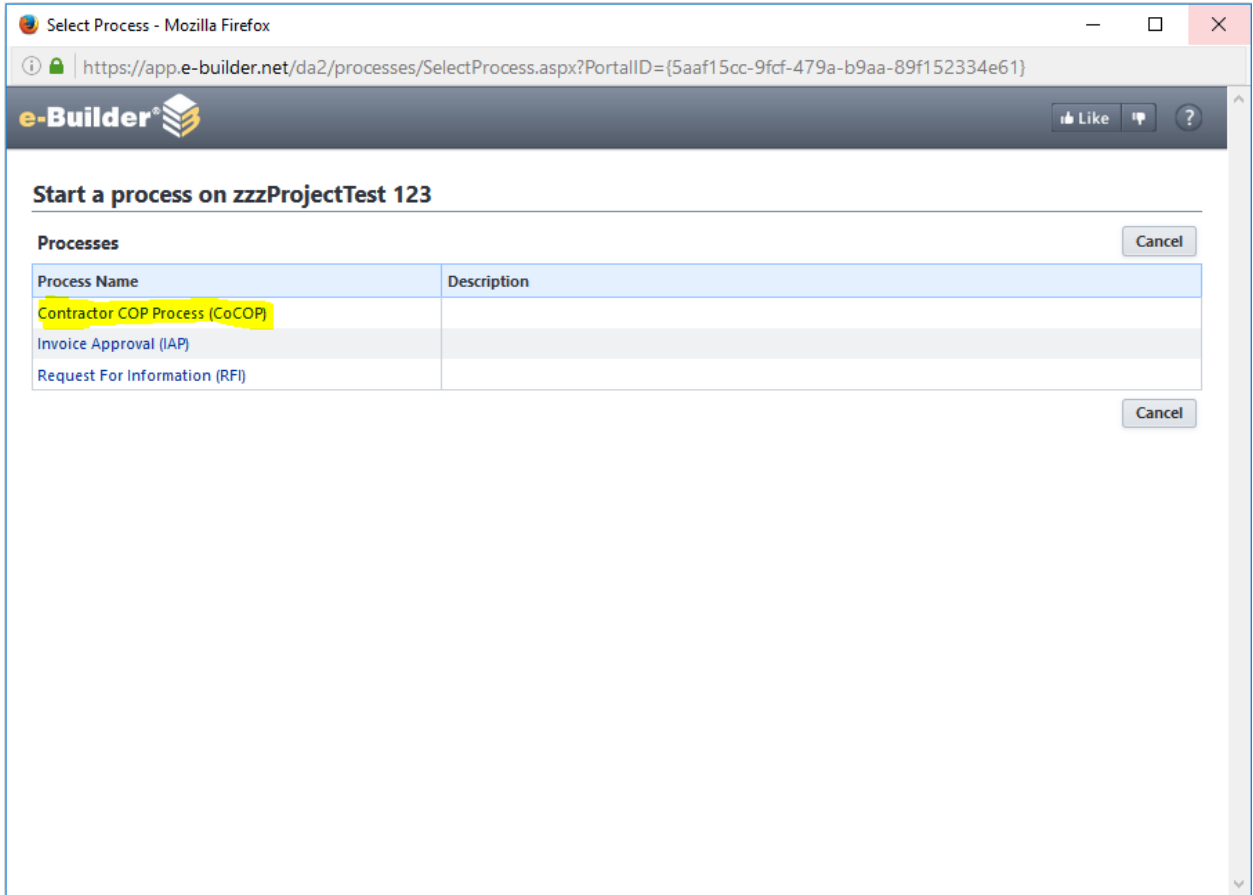 Select Process - Mozilla Firefox
https://app.e-builder.net/da2/processes/SelectProcess.aspx?PortalID={5aaf15cc-9fcf-479a-b9aa-89f152334e61}
e-Builder® Like ?
Start a process on zzzProjectTest 123
Processes Cancel
Process Name Description
Contractor COP Process (CoCOP)
Invoice Approval (IAP)
Request For Information (RFI)
Cancel